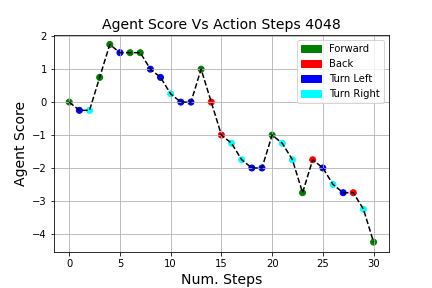 Agent Score Vs Action Steps 4048
Forward
Back
Turn Left
Turn Right
Agent Score
2
1
0
−1
−2
−3
−4
0 5 10 15 20 25 30
Num. Steps